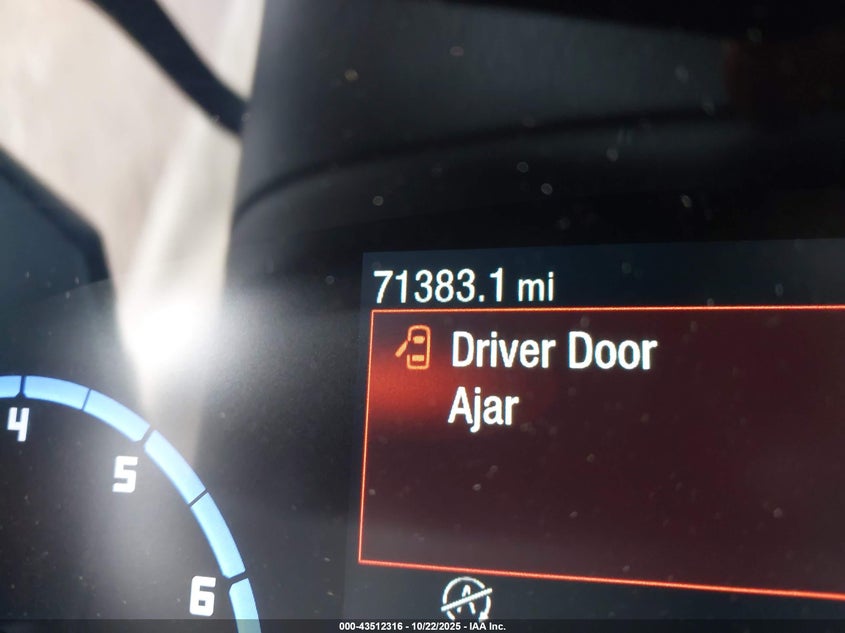 71383.1 mi
Driver Door
Ajar
4
5
6
A
000-43512316 - 10/22/2025 - IAA Inc.